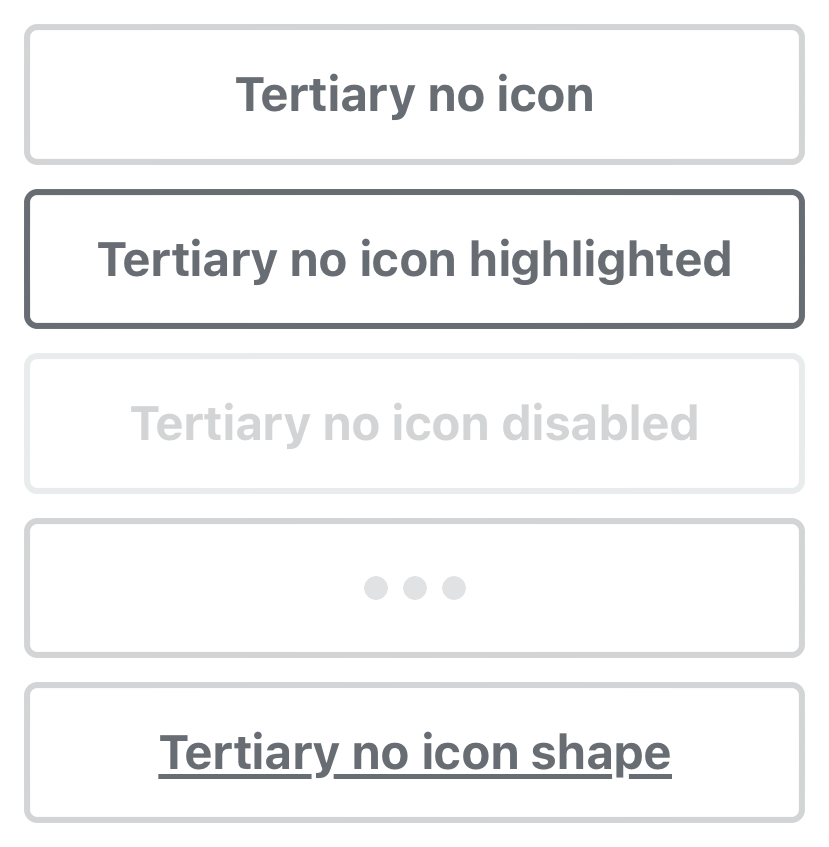 Tertiary no icon
Tertiary no icon highlighted
Tertiary no icon disabled
Tertiary no icon shape